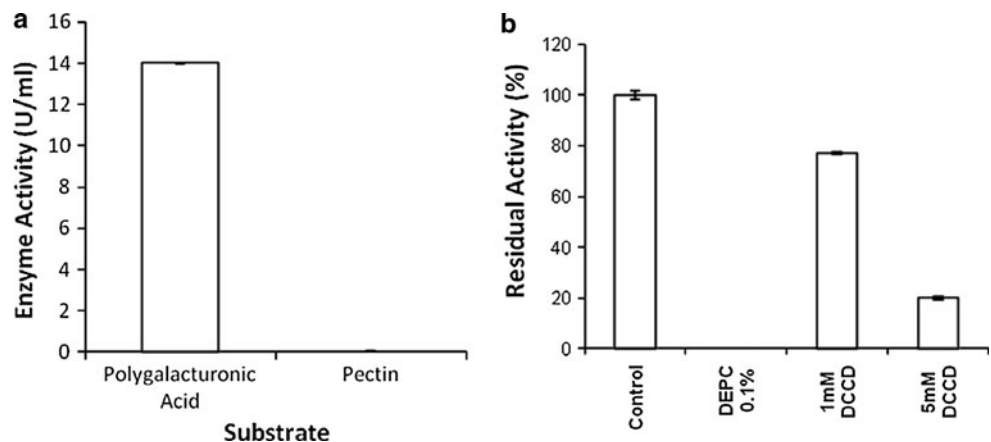 a
16
14
12
10
8
6
4
2
0
Enzyme Activity (U/ml)
Polygalacturonic
Acid
Pectin
Substrate
b
120
100
80
60
40
20
0
Residual Activity (%)
Control
DEPC
0.1%
1mM
DCCD
5mM
DCCD